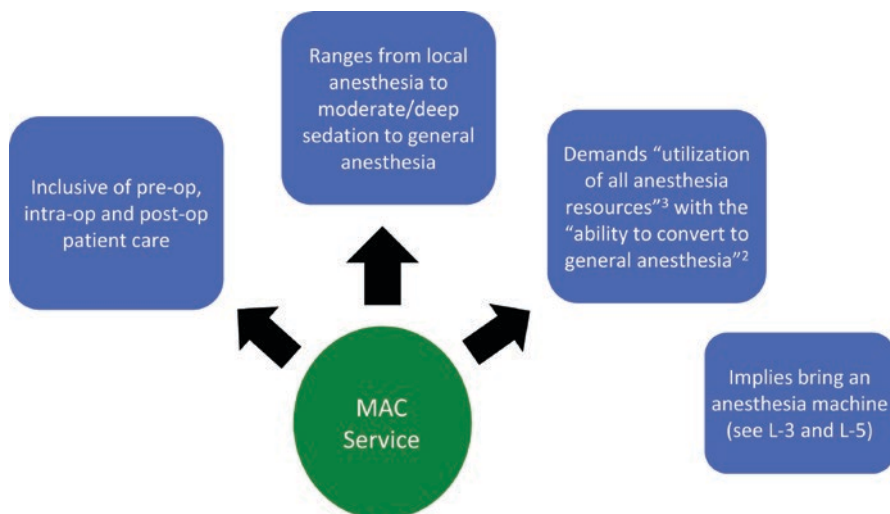 Ranges from local
anesthesia to
moderate/deep
sedation to general
anesthesia
Inclusive of pre-op,
intra-op and post-op
patient care
Demands “utilization
of all anesthesia
resources”³ with the
“ability to convert to
general anesthesia”²
Implies bring an
anesthesia machine
(see L-3 and L-5)
MAC
Service